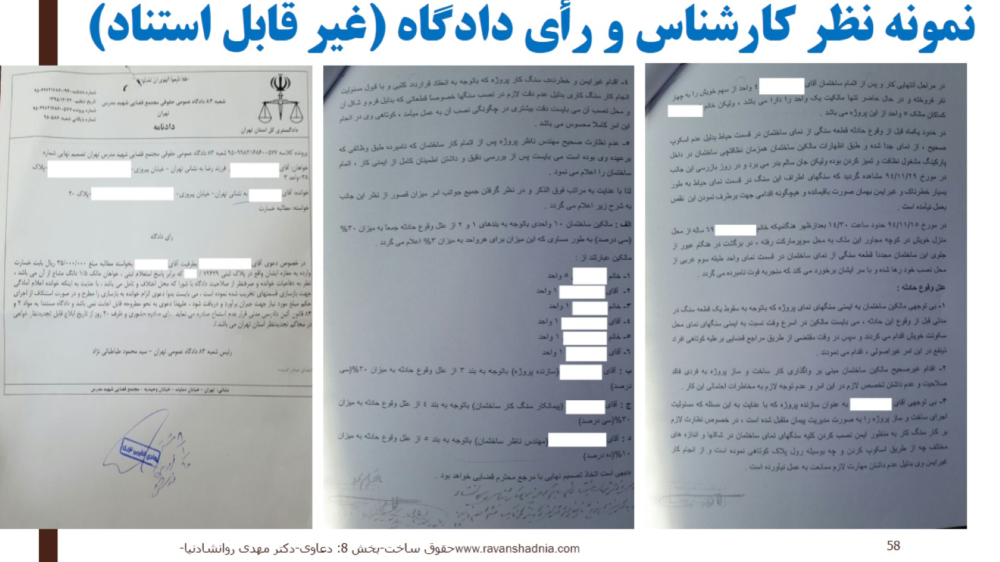 نمونه نظر کارشناس و رأی دادگاه (غیر قابل استناد)
در مراحل انتهایی کار و پس از اتمام ساختمان آقای ۴ واحد از سهم خویش را به چهار
نفر فروخته و در حال حاضر تنها مالکیت یک واحد را دارا می باشد ، ولیکن خانم
کماکان مالک ۵ واحد از این پروژه می باشد .
در حدود یکماه قبل از وقوع حادثه قطعه سنگی از نمای ساختمان در قسمت حیاط بدلیل عدم اسکوپ
صحیح ، از نمای جدا شده و طبق اظهارات مالکین ساختمان همزمان نظافتچی ساختمان در داخل
پارکینگ مشغول نظافت و تمیز کردن بوده ولیکن جان سالم بدر می برد و در روز بازرسی این جانب
در مورخ ۹۴/۱۱/۲۹ مشاهده گردید که سنگهای اطراف این سنگ در قسمت نمای حیاط به طور
بسیار خطرناک و غیرایمن بهمان صورت باقیمانده و هیچگونه اقدامی جهت برطرف نمودن این نقص
بعمل نیامده است .
در مورخ ۹۴/۱۱/۱۵ حدود ساعت ۱۴/۳۰ بعدازظهر هنگامیکه خانم ۶۹ ساله از محل
منزل خویش در کوچه مجاور این ملک به محل سوپرمارکت رفته ، در برگشت در هنگام عبور از
جلوی این ساختمان مجددا قطعه سنگی از نمای ساختمان در قسمت نمای واحد طبقه سوم غربی از
محل نصب خود رها شده و با سر ایشان برخورد می کند که منجربه فوت نامبرده می گردد .
علل وقوع حادثه :
۱- بی توجهی مالکین ساختمان به ایمنی سنگهای نمای پروژه که باتوجه به سقوط یک قطعه سنگ در
مدتی قبل از وقوع این حادثه ، می بایست مالکین در اسرع وقت نسبت به ایمنی سنگهای نمای محل
سکونت خویش اقدام می کردند و سپس در وقت مقتضی از طریق مراجع قضایی برعلیه کوتاهی افراد
ذینفع در این امر غیراصولی ، اقدام می نمودند .
۲- اقدام غیرصحیح مالکین ساختمان مبنی بر واگذاری کار ساخت و ساز پروژه به فردی فاقد
صلاحیت و عدم داشتن تخصص لازم در این امر و عدم توجه لازم به مخاطرات احتمالی این کار .
۳- بی توجهی آقای به عنوان سازنده پروژه که با عنایت به این مسئله که مسئولیت
اجرای ساخت و ساز پروژه را به صورت مدیریت پیمان متقبل شده است ، در خصوص نظارت لازم
بر کار سنگ کار به منظور ایمن نصب کردن کلیه سنگهای نمای ساختمان در شکلها و اندازه های
مختلف چه از طریق اسکوپ کردن و چه بوسیله رول پلاک کوتاهی نموده است و از انجام کار
غیرایمن وی بدلیل عدم داشتن مهارت لازم ممانعت به عمل نیآورده است .
۴- اقدام غیرایمن و خطرنک سنگ کار پروژه که باتوجه به انعقاد قرارداد کتبی و با قبول مسئولیت
انجام کار سنگ کاری بدلیل عدم دقت لازم در نصب سنگها خصوصا قطعاتی که بدلیل فرم و شکل آن
و محل نصب آن می بایست دقت بیشتری در چگونگی نصب آن به عمل میآمد ، کوتاهی وی در انجام
این امر کاملا محسوس می باشد .
۵- عدم نظارت صحیح مهندس ناظر پروژه پس از اتمام کار ساختمان که نامبرده طبق وظائفی که
برعهده وی بوده است می بایست پس از بررسی دقیق و داشتن اطمینان کامل از ایمنی کار ، اتمام
ساختمان را اعلام می نمود .
لذا با عنایت به مراتب فوق الذکر و در نظر گرفتن جمیع جوانب امر میزان قصور از نظر این جانب
به شرح زیر اعلام می گردد .
الف : مالکین ساختمان ۱۰ واحدی باتوجه به بندهای ۱ و ۲ از علل وقوع حادثه جمعاً به میزان ۳۰%
(سی درصد) به طور مساوی که این میزان برای هرواحد به میزان ۳% اعلام می گردد .
مالکین عبارتند از :
۱- خانم ۵ واحد
۲- آقای ۱ واحد
۳- خانم ۱ واحد
۴- آقای ۱ واحد
۵- خانم ۱ واحد
۶- آقای ۱ واحد
ب : آقای (سازنده پروژه) باتوجه به بند ۳ از علل وقوع حادثه به میزان ۳۰%(سی
درصد)
ج : آقای (پیمانکار سنگ کار ساختمان) باتوجه به بند ۴ از علل وقوع حادثه به میزان
۳۰%(سی درصد)
د : آقای (مهندس ناظر ساختمان) باتوجه به بند ۵ از علل وقوع حادثه به میزان
۱۰%(ده درصد)
بدیهی است اتخاذ تصمیم نهایی با مرجع محترم قضایی خواهد بود .
شماره دادنامه: ۹۵۰۹۹۷۲۱۶۸۶۰۰۹۴۰
تاریخ تنظیم: ۱۳۹۵/۱۲/۲۲
شماره پرونده: ۹۵۰۹۹۸۲۱۶۸۶۰۰۵۷۷
شماره بایگانی شعبه: ۹۵۰۵۸۶
شعبه ۸۳ دادگاه عمومی حقوقی مجتمع قضایی شهید مدرس
تهران
دادنامه
دادگستری کل استان تهران
پرونده کلاسه ۹۵۰۹۹۸۲۱۶۸۶۰۰۵۷۷ شعبه ۸۳ دادگاه عمومی حقوقی مجتمع قضایی شهید مدرس تهران تصمیم نهایی شماره
خواهان: آقای فرزند رضا به نشانی تهران - خیابان پیروزی- -پلاک
۳۸-واحد ۳
خوانده: آقای به نشانی تهران- خیابان پیروزی- -پلاک ۲۰
خواسته: مطالبه خسارت
رای دادگاه
در خصوص دعوی آقای بطرفیت آقای بخواسته مطالبه مبلغ ۳۵/۰۰۰/۰۰۰ ریال بابت خسارت
وارده به مغازه ایشان واقع در پلاک ثبتی ۷۲۶۲۹ / که برابر پاسخ استعلام ثبتی ، خواهان مالک ۱/۵ دانگ مشاع از آن می باشد ،
نظر به دفاعیات خوانده و صرفنظر از صلاحیت دادگاه یا شورا که محل اختلاف و تامل می باشد ، با عنایت به اینکه خوانده اعلام آمادگی
جهت بازسازی قسمتهای تخریب شده نموده است ، می بایست بدوا دعوی الزام خوانده به بازسازی را مطرح و در صورت استنکاف از اجرای
حکم مبلغ مورد نیاز جهت جبران برآورد و دریافت شود ، علیهذا دعوی به نحو مطروحه قابل اجابت نمی باشد و دادگاه مستندا به مواد ۲ و
۸۴ قانون آئین دادرسی مدنی قرار عدم استماع صادره می نماید . رای صادره حضوری و ظرف ۲۰ روز از تاریخ ابلاغ قابل تجدیدنظر خواهی
در محاکم تجدیدنظر استان تهران می باشد./
رئیس شعبه ۸۳ دادگاه عمومی تهران - سید محمود طباطبائی نژاد
نشانی: تهران - خیابان دماوند - خیابان وحیدیه - مجتمع قضایی شهید مدرس
حقوق ساخت-بخش 8: دعاوی-دکتر مهدی روانشادنیا-www.ravanshadnia.com
58